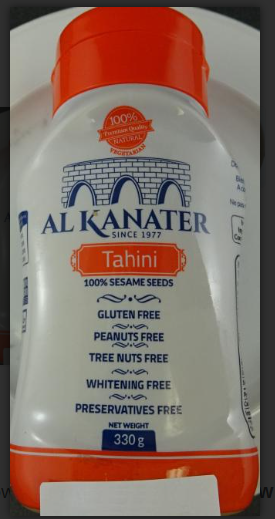 100%
Premium Quality
NATURAL
VEGETARIAN
AL KANATER
SINCE 1977
Tahini
100% SESAME SEEDS
GLUTEN FREE
PEANUTS FREE
TREE NUTS FREE
WHITENING FREE
PRESERVATIVES FREE
NET WEIGHT
330 g